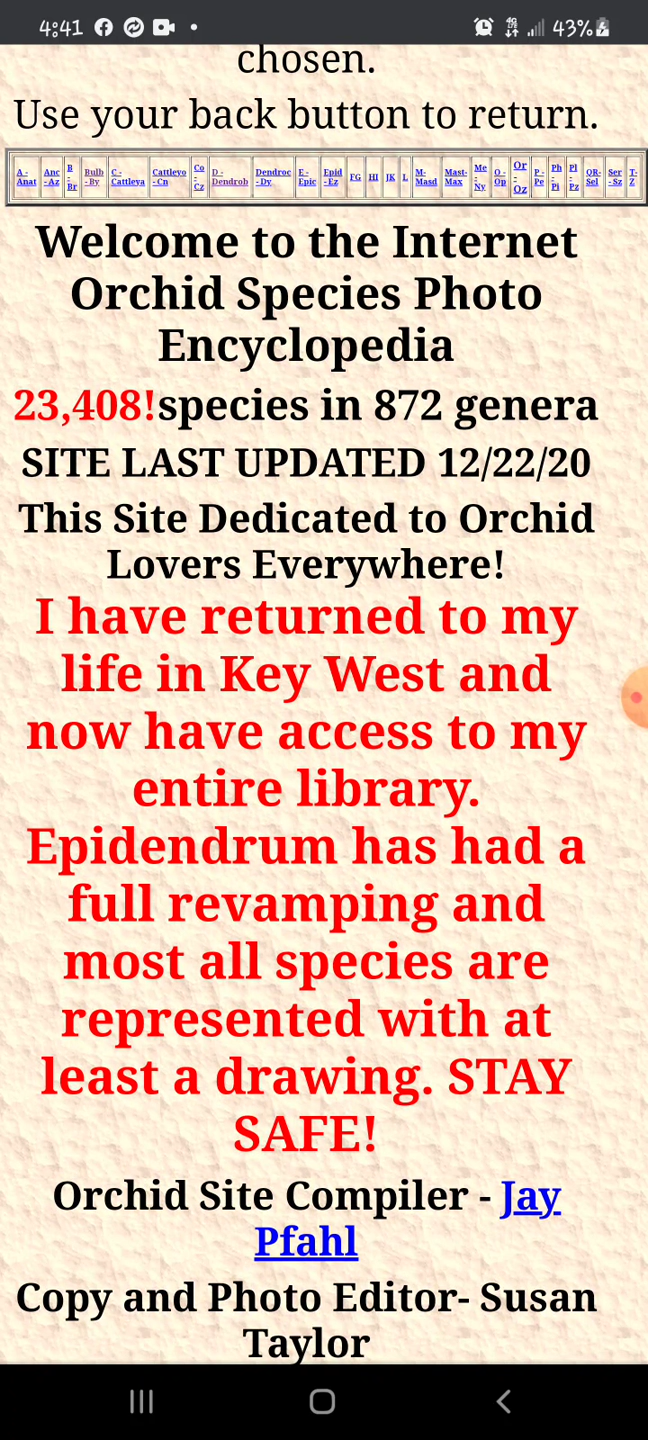 4:41 43%
chosen.
Use your back button to return.
A - Anat Anc - Az B - Br Bulb - By C - Cattleya Cattleyo - Cn Co - Cz D - Dendrob Dendroc - Dy E - Epic Epid - Ez FG HI JK L M - Masd Mast- Max Me - Ny O - Op Or - Oz P - Pe Ph - Pi Pl - Pz QR- Sel Ser - Sz T- Z
Welcome to the Internet
Orchid Species Photo
Encyclopedia
23,408!species in 872 genera
SITE LAST UPDATED 12/22/20
This Site Dedicated to Orchid
Lovers Everywhere!
I have returned to my
life in Key West and
now have access to my
entire library.
Epidendrum has had a
full revamping and
most all species are
represented with at
least a drawing. STAY
SAFE!
Orchid Site Compiler - Jay
Pfahl
Copy and Photo Editor- Susan
Taylor